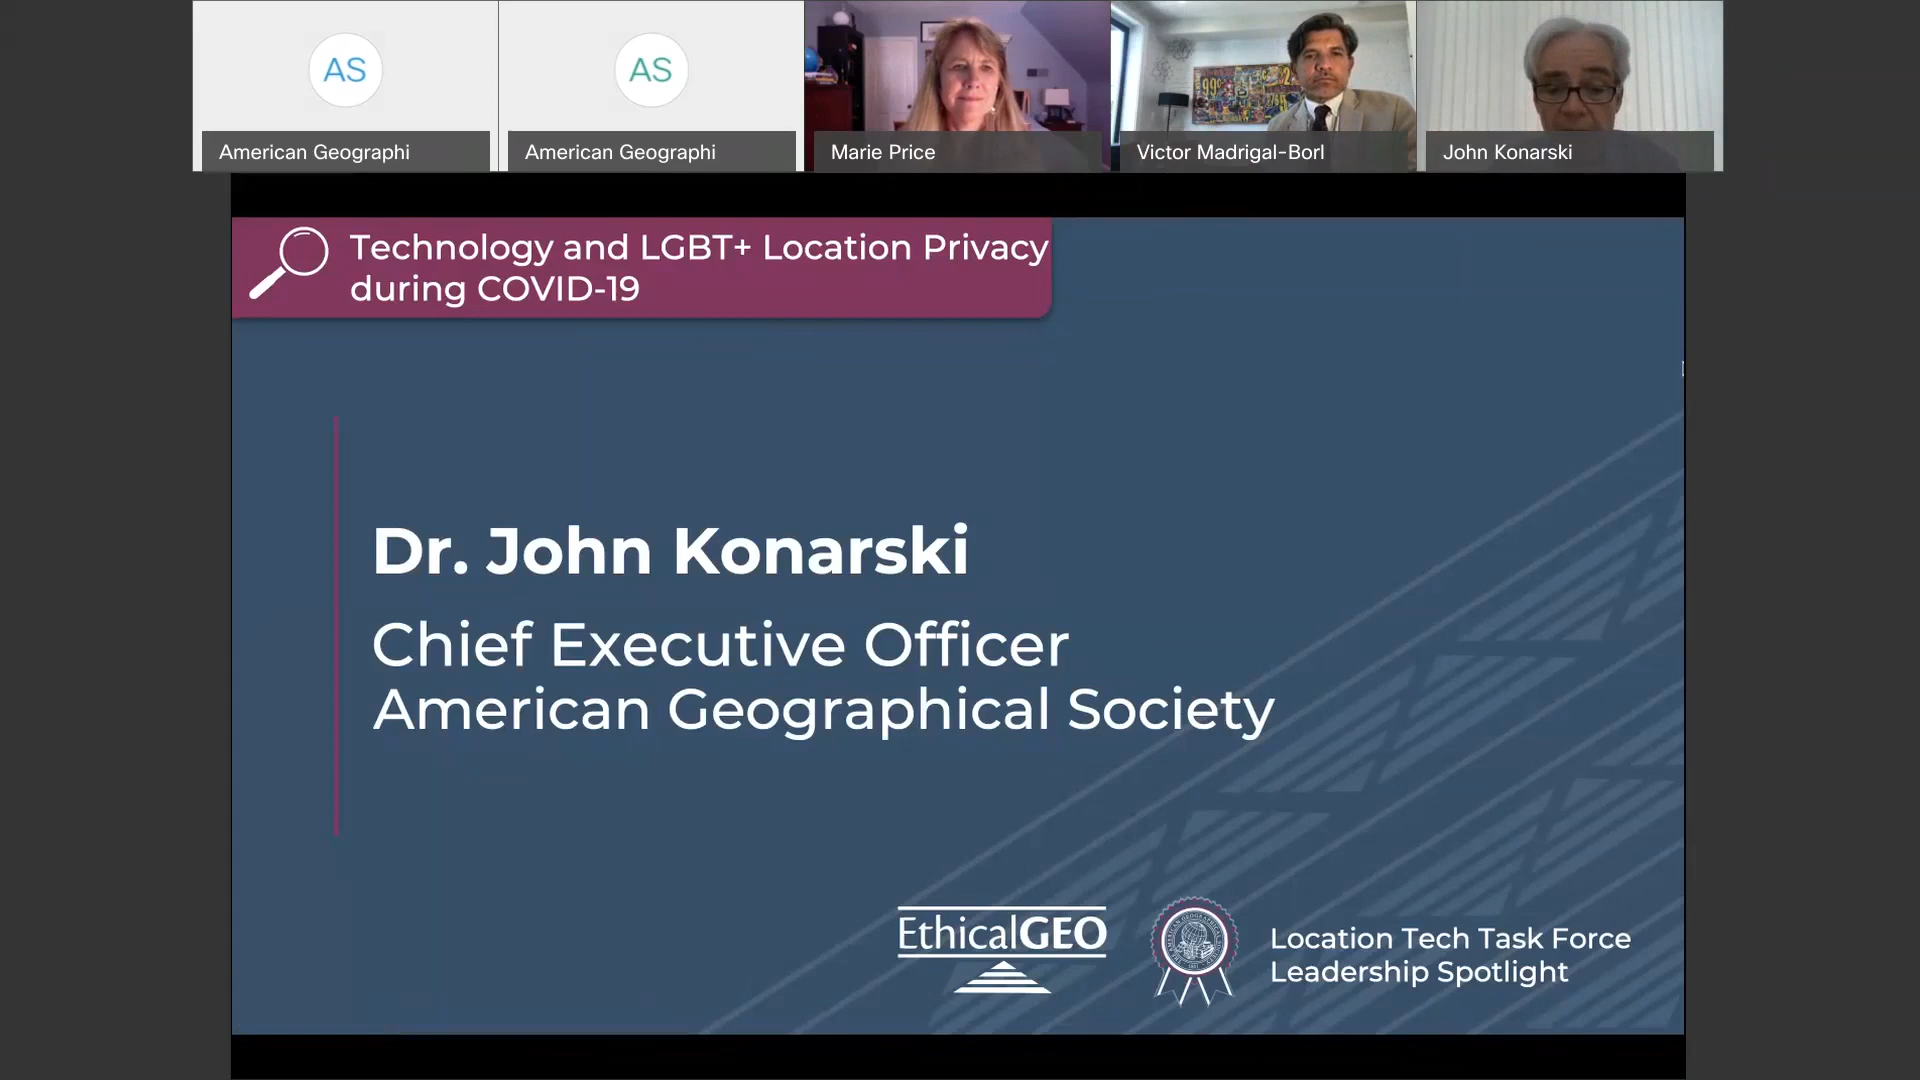 AS
AS
American Geographi
American Geographi
Marie Price
Victor Madrigal-Borl
John Konarski
Technology and LGBT+ Location Privacy
during COVID-19
Dr. John Konarski
Chief Executive Officer
American Geographical Society
EthicalGEO
Location Tech Task Force
Leadership Spotlight